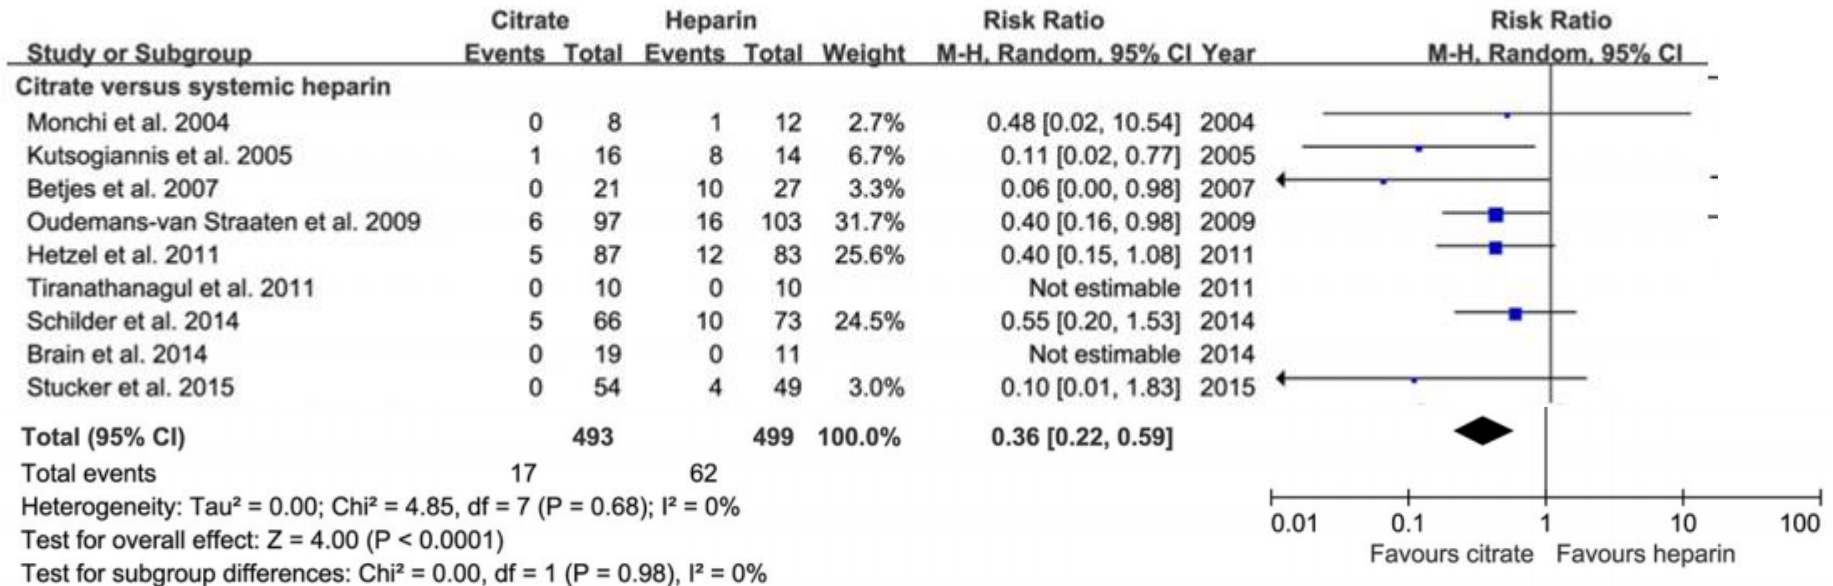 Citrate Heparin Risk Ratio Risk Ratio
Study or Subgroup Events Total Events Total Weight M-H, Random, 95% CI Year M-H, Random, 95% CI
Citrate versus systemic heparin
Monchi et al. 2004 0 8 1 12 2.7% 0.48 [0.02, 10.54] 2004
Kutsogiannis et al. 2005 1 16 8 14 6.7% 0.11 [0.02, 0.77] 2005
Betjes et al. 2007 0 21 10 27 3.3% 0.06 [0.00, 0.98] 2007
Oudemans-van Straaten et al. 2009 6 97 16 103 31.7% 0.40 [0.16, 0.98] 2009
Hetzel et al. 2011 5 87 12 83 25.6% 0.40 [0.15, 1.08] 2011
Tiranathanagul et al. 2011 0 10 0 10 Not estimable 2011
Schilder et al. 2014 5 66 10 73 24.5% 0.55 [0.20, 1.53] 2014
Brain et al. 2014 0 19 0 11 Not estimable 2014
Stucker et al. 2015 0 54 4 49 3.0% 0.10 [0.01, 1.83] 2015
Total (95% CI) 493 499 100.0% 0.36 [0.22, 0.59]
Total events 17 62
Heterogeneity: Tau² = 0.00; Chi² = 4.85, df = 7 (P = 0.68); I² = 0%
Test for overall effect: Z = 4.00 (P < 0.0001)
Test for subgroup differences: Chi² = 0.00, df = 1 (P = 0.98), I² = 0%
0.01 0.1 1 10 100
Favours citrate Favours heparin